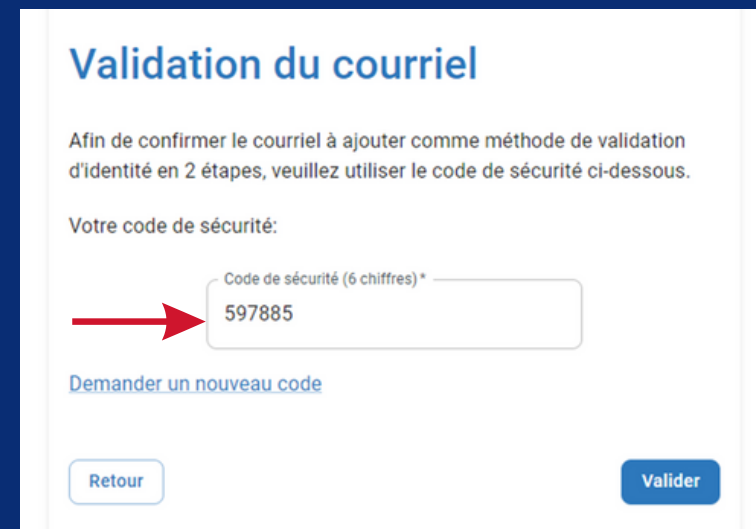 Validation du courriel
Afin de confirmer le courriel à ajouter comme méthode de validation
d'identité en 2 étapes, veuillez utiliser le code de sécurité ci-dessous.
Votre code de sécurité:
Code de sécurité (6 chiffres) *
597885
Demander un nouveau code
Retour
Valider